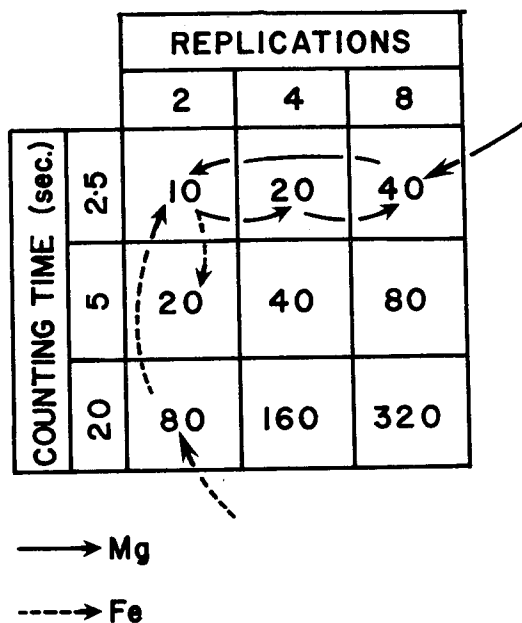 REPLICATIONS
2 4 8
COUNTING TIME (sec.)
2·5 10 20 40
5 20 40 80
20 80 160 320
Mg
Fe